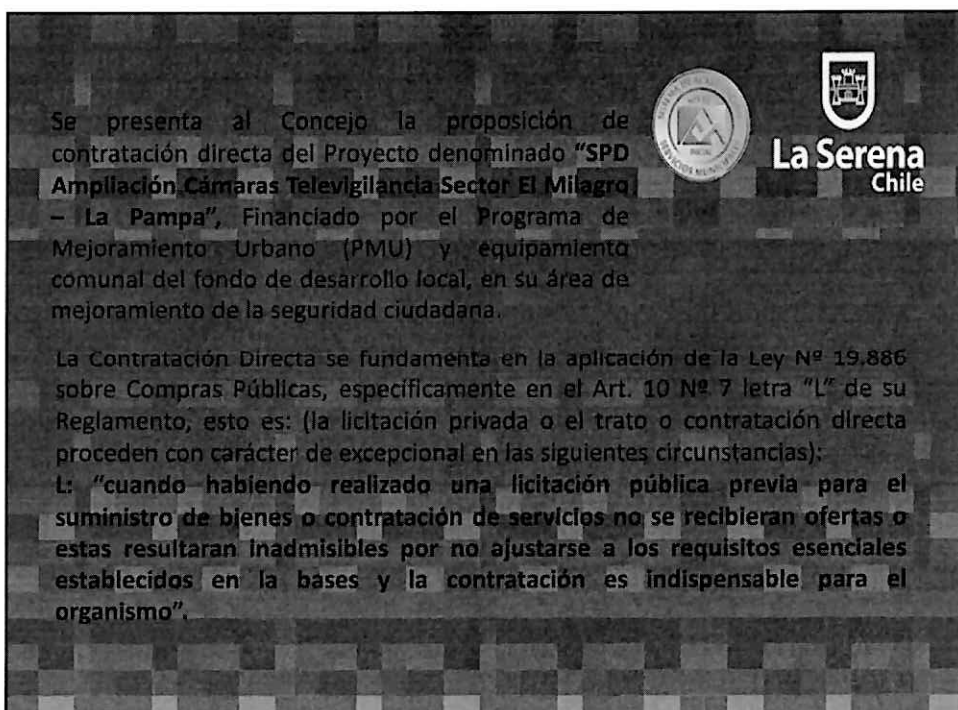 Se presenta al Concejo la proposición de
contratación directa del Proyecto denominado "SPD
Ampliación Cámaras Televigilancia Sector El Milagro
– La Pampa", Financiado por el Programa de
Mejoramiento Urbano (PMU) y equipamiento
comunal del fondo de desarrollo local, en su área de
mejoramiento de la seguridad ciudadana.
La Serena
Chile
La Contratación Directa se fundamenta en la aplicación de la Ley Nº 19.886
sobre Compras Públicas, específicamente en el Art. 10 Nº 7 letra "L" de su
Reglamento, esto es: (la licitación privada o el trato o contratación directa
proceden con carácter de excepcional en las siguientes circunstancias):
L: "cuando habiendo realizado una licitación pública previa para el
suministro de bienes o contratación de servicios no se recibieran ofertas o
estas resultaran inadmisibles por no ajustarse a los requisitos esenciales
establecidos en la bases y la contratación es indispensable para el
organismo".